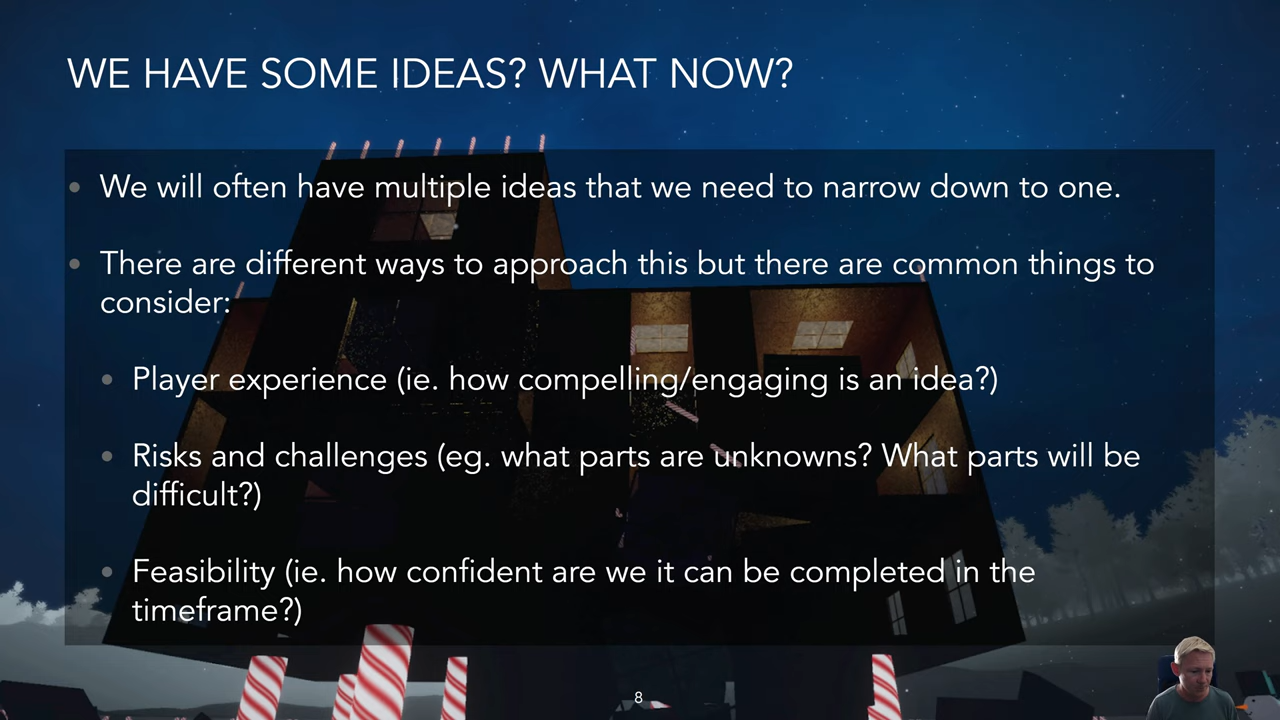 WE HAVE SOME IDEAS? WHAT NOW?
We will often have multiple ideas that we need to narrow down to one.
There are different ways to approach this but there are common things to
consider:
Player experience (ie. how compelling/engaging is an idea?)
Risks and challenges (eg. what parts are unknowns? What parts will be
difficult?)
Feasibility (ie. how confident are we it can be completed in the
timeframe?)
8